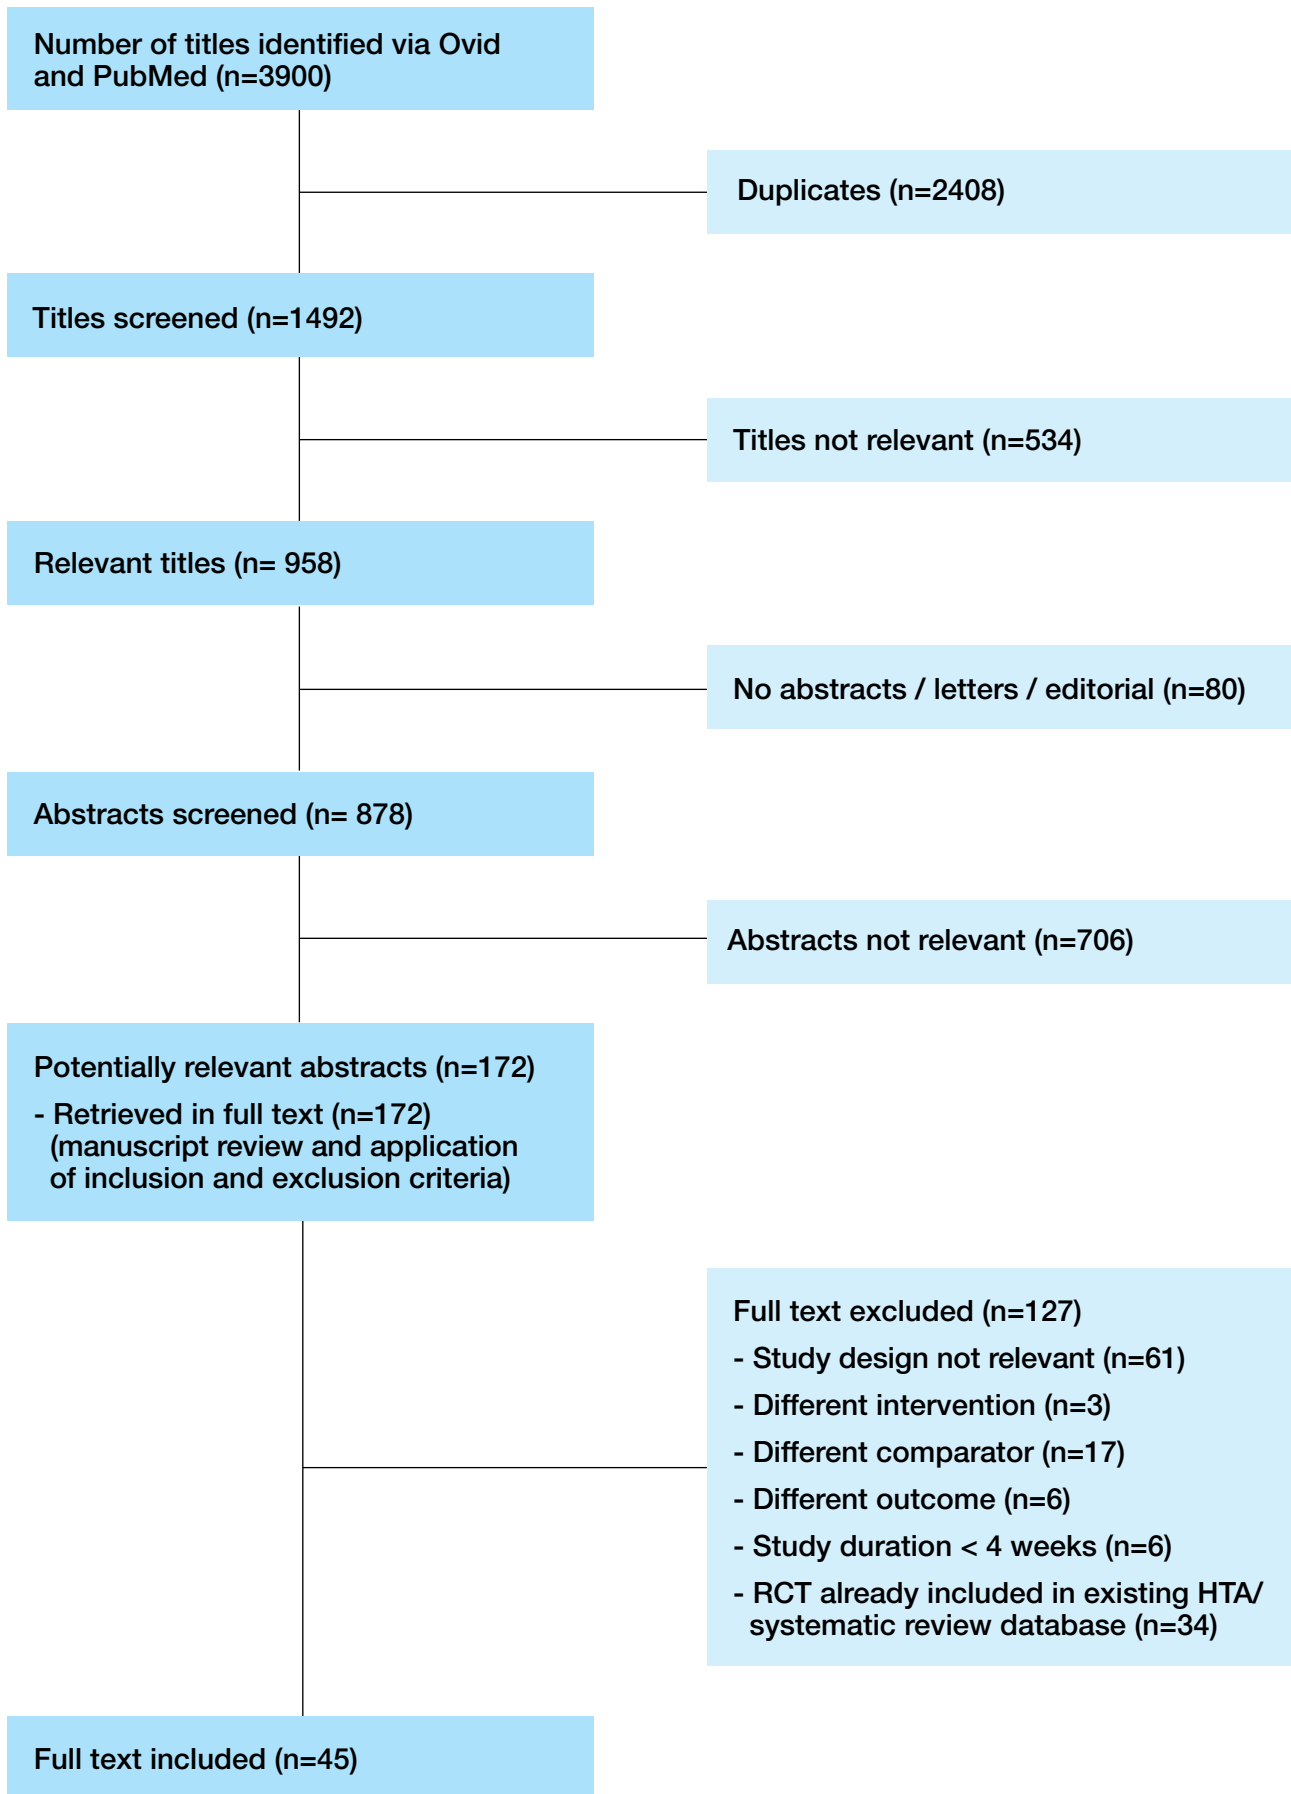 Number of titles identified via Ovid
and PubMed (n=3900)
Duplicates (n=2408)
Titles screened (n=1492)
Titles not relevant (n=534)
Relevant titles (n= 958)
No abstracts / letters / editorial (n=80)
Abstracts screened (n= 878)
Abstracts not relevant (n=706)
Potentially relevant abstracts (n=172)
- Retrieved in full text (n=172)
(manuscript review and application
of inclusion and exclusion criteria)
Full text excluded (n=127)
- Study design not relevant (n=61)
- Different intervention (n=3)
- Different comparator (n=17)
- Different outcome (n=6)
- Study duration < 4 weeks (n=6)
- RCT already included in existing HTA/
systematic review database (n=34)
Full text included (n=45)